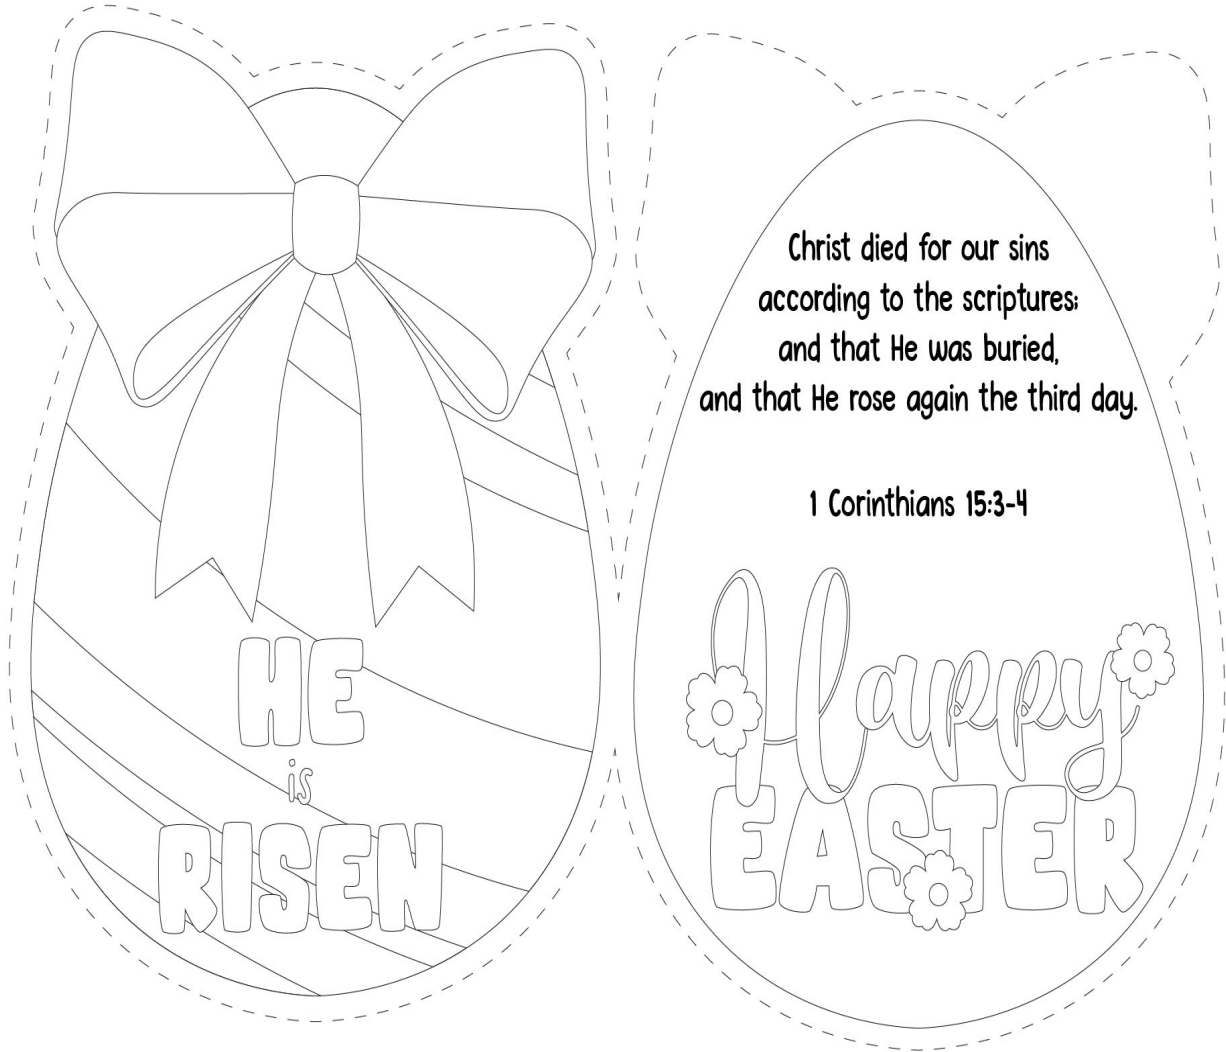 HE
is
RISEN
Christ died for our sins
according to the scriptures;
and that He was buried,
and that He rose again the third day.
1 Corinthians 15:3-4
Happy
EASTER